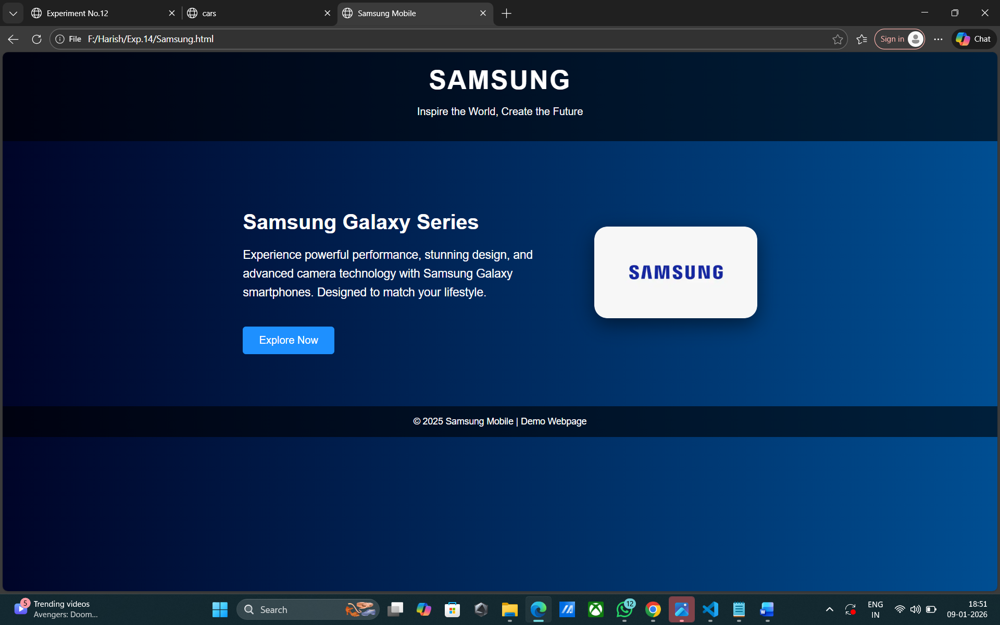 Experiment No.12
cars
Samsung Mobile
File F:/Harish/Exp.14/Samsung.html
Sign in
Chat
SAMSUNG
Inspire the World, Create the Future
Samsung Galaxy Series
Experience powerful performance, stunning design, and
advanced camera technology with Samsung Galaxy
smartphones. Designed to match your lifestyle.
SAMSUNG
Explore Now
© 2025 Samsung Mobile | Demo Webpage
5
Trending videos
Avengers: Doom...
Search
12
W
ENG
IN
18:51
09-01-2026